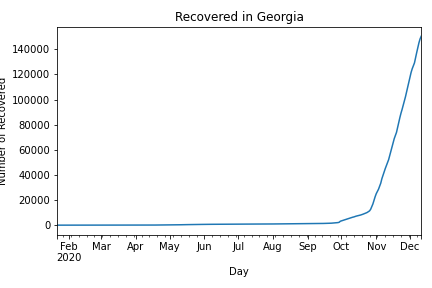 Recovered in Georgia
Number of Recovered
140000
120000
100000
80000
60000
40000
20000
0
Feb Mar Apr May Jun Jul Aug Sep Oct Nov Dec
2020
Day